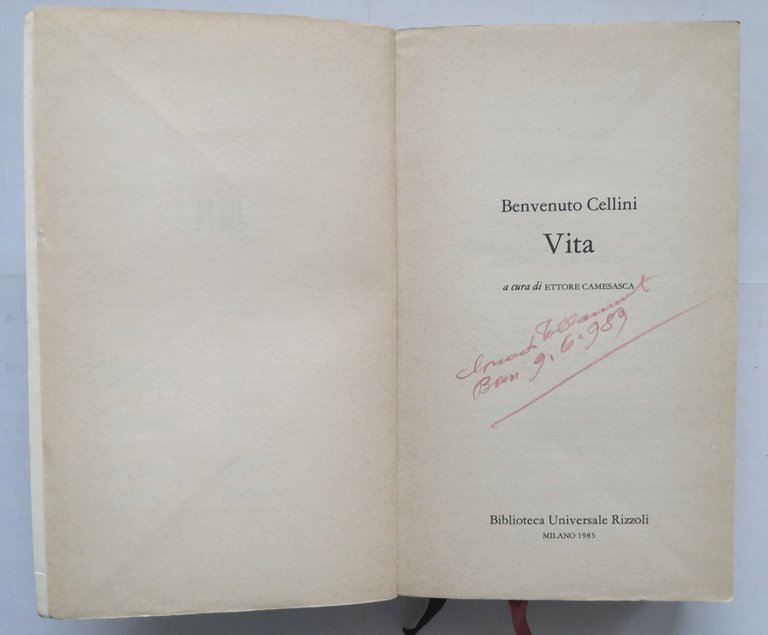 Benvenuto Cellini
Vita
a cura di ETTORE CAMESASCA
Bari 9.6.989
Biblioteca Universale Rizzoli
MILANO 1985